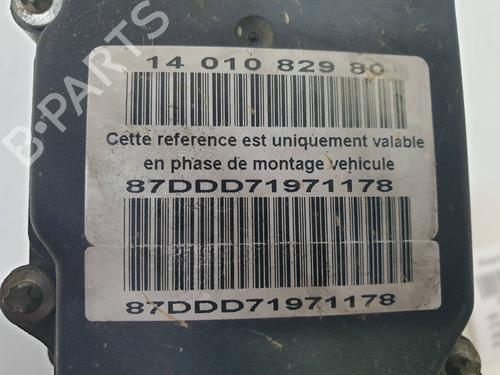 14 010 829 80
Cette reference est uniquement valable
en phase de montage vehicule
87DDD71971178
87DDD71971178
B-PARTS